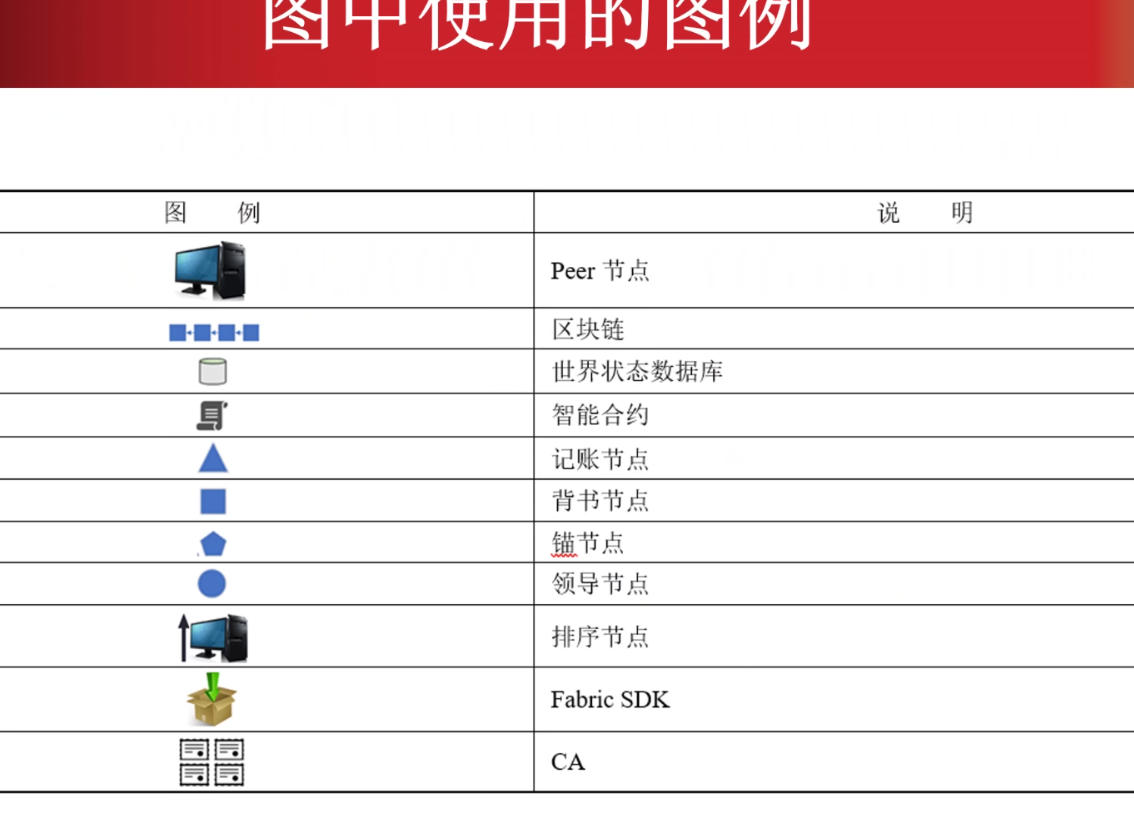 图中使用的图例
图 例 说 明
Peer 节点
区块链
世界状态数据库
智能合约
记账节点
背书节点
锚节点
领导节点
排序节点
Fabric SDK
CA